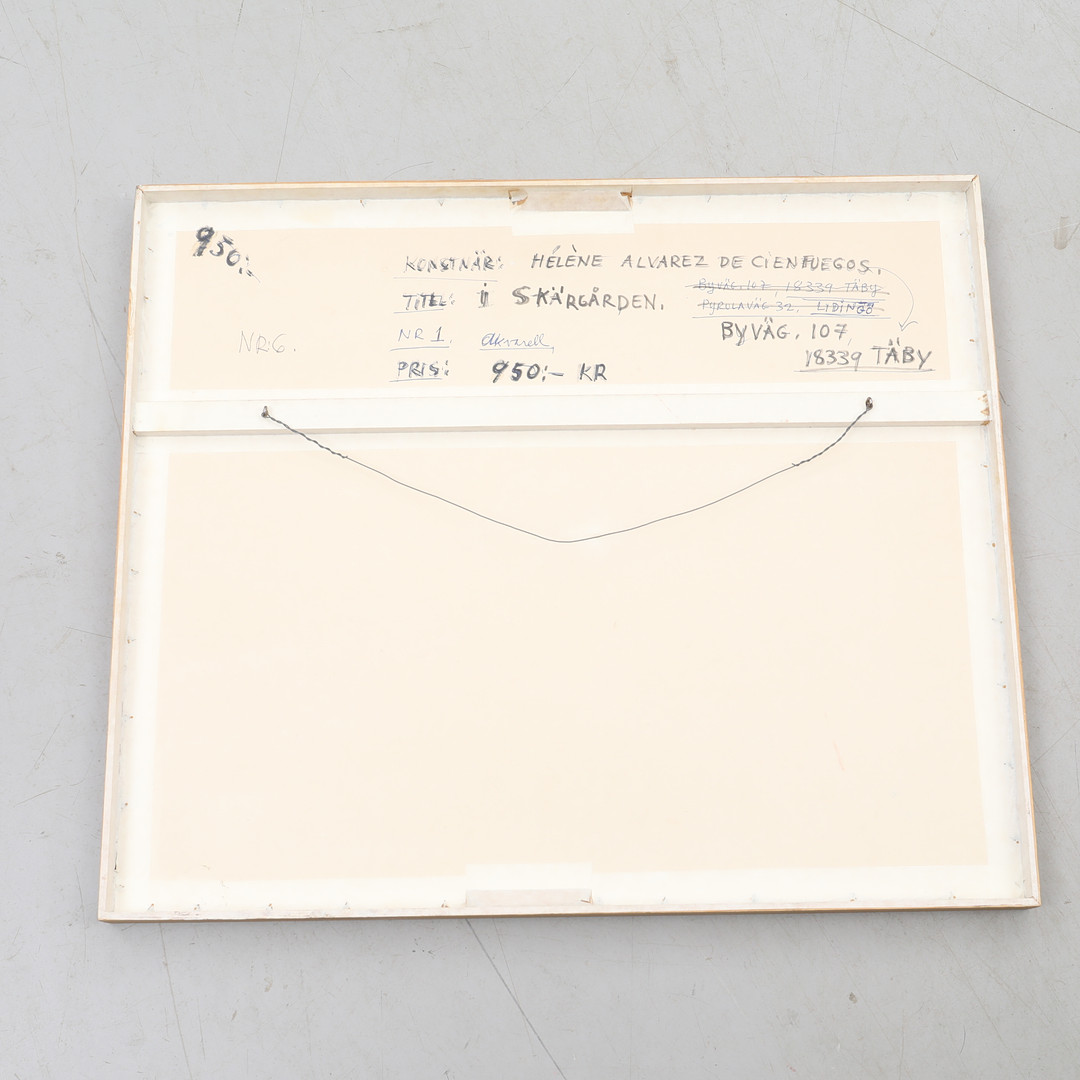 950:-
KONSTNÄR: HÉLÈNE ALVAREZ DE CIENFUEGOS.
TITEL: I SKÄRGÅRDEN.
BYVÄG. 107, 18339 TÄBY
PYROLAVÄG 32, LIDINGÖ
NR 1. Akvarell,
BYVÄG. 107,
NR 6.
18339 TÄBY
PRIS: 950:- KR